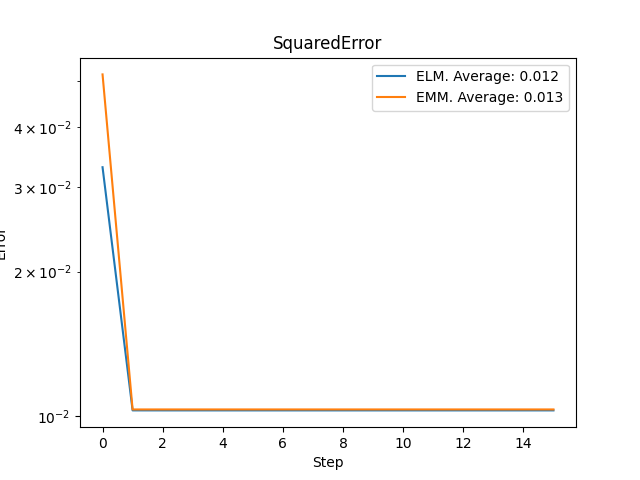 SquaredError
ELM. Average: 0.012
EMM. Average: 0.013
4 × 10⁻²
3 × 10⁻²
2 × 10⁻²
10⁻²
Error
0 2 4 6 8 10 12 14
Step